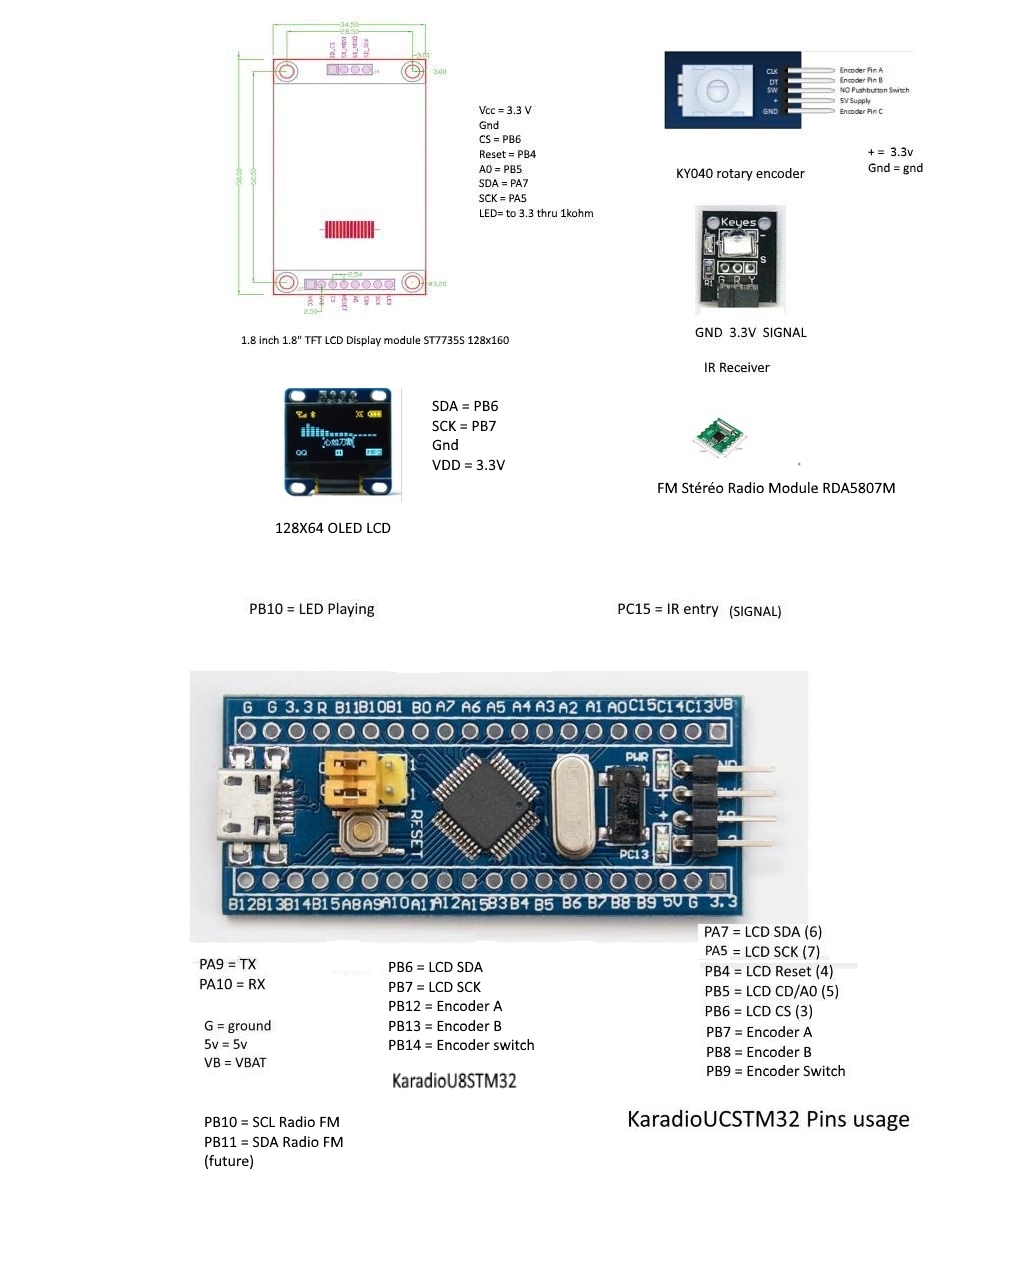 34.50
28.50
SD_CS
SD_MOSI
SD_MISO
SD_SCK
J4
3.00
3.00
2.54
VCC
GND
CS
RESET
A0
SDA
SCK
LED
2.50
Vcc = 3.3 V
Gnd
CS = PB6
Reset = PB4
A0 = PB5
SDA = PA7
SCK = PA5
LED= to 3.3 thru 1kohm
1.8 inch 1.8" TFT LCD Display module ST7735S 128x160
CLK
DT
SW
+
GND
Encoder Pin A
Encoder Pin B
NO Pushbutton Switch
5V Supply
Encoder Pin C
KY040 rotary encoder
+ = 3.3v
Gnd = gnd
Keyes
-
S
R1
G R Y
GND 3.3V SIGNAL
IR Receiver
QQ
MP3
SDA = PB6
SCK = PB7
Gnd
VDD = 3.3V
128X64 OLED LCD
FM Stéréo Radio Module RDA5807M
PB10 = LED Playing
PC15 = IR entry (SIGNAL)
G G 3.3 R B11 B10 B1 B0 A7 A6 A5 A4 A3 A2 A1 A0 C15 C14 C13 VB
PWR
1
1
RESET
+
+
PC13
B12 B13 B14 B15 A8 A9 A10 A11 A12 A15 B3 B4 B5 B6 B7 B8 B9 5V G 3.3
PA9 = TX
PA10 = RX
G = ground
5v = 5v
VB = VBAT
PB10 = SCL Radio FM
PB11 = SDA Radio FM
(future)
PB6 = LCD SDA
PB7 = LCD SCK
PB12 = Encoder A
PB13 = Encoder B
PB14 = Encoder switch
KaradioU8STM32
PA7 = LCD SDA (6)
PA5 = LCD SCK (7)
PB4 = LCD Reset (4)
PB5 = LCD CD/A0 (5)
PB6 = LCD CS (3)
PB7 = Encoder A
PB8 = Encoder B
PB9 = Encoder Switch
KaradioUCSTM32 Pins usage